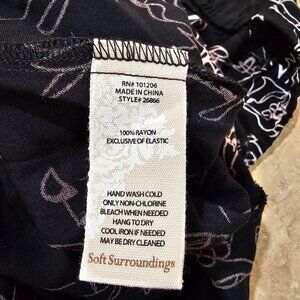 RN# 101206
MADE IN CHINA
STYLE# 26866
100% RAYON
EXCLUSIVE OF ELASTIC
HAND WASH COLD
ONLY NON-CHLORINE
BLEACH WHEN NEEDED
HANG TO DRY
COOL IRON IF NEEDED
MAY BE DRY CLEANED
Soft Surroundings